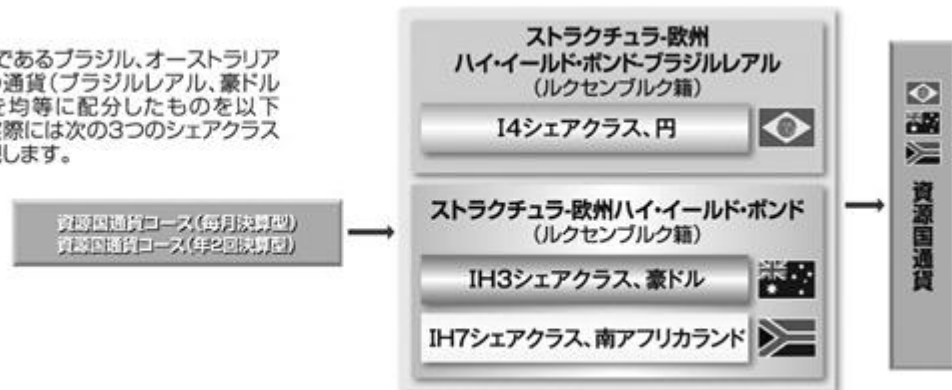 であるブラジル、オーストラリア
通貨(ブラジルレアル、豪ドル
を均等に配分したものを以下
際には次の3つのシェアクラス
します。
資源国通貨コース(毎月決算型)
資源国通貨コース(年2回決算型)
ストラクチュラ-欧州
ハイ・イールド・ボンド-ブラジルレアル
(ルクセンブルク籍)
I4シェアクラス、円
ストラクチュラ-欧州ハイ・イールド・ボンド
(ルクセンブルク籍)
IH3シェアクラス、豪ドル
IH7シェアクラス、南アフリカランド
資源国通貨